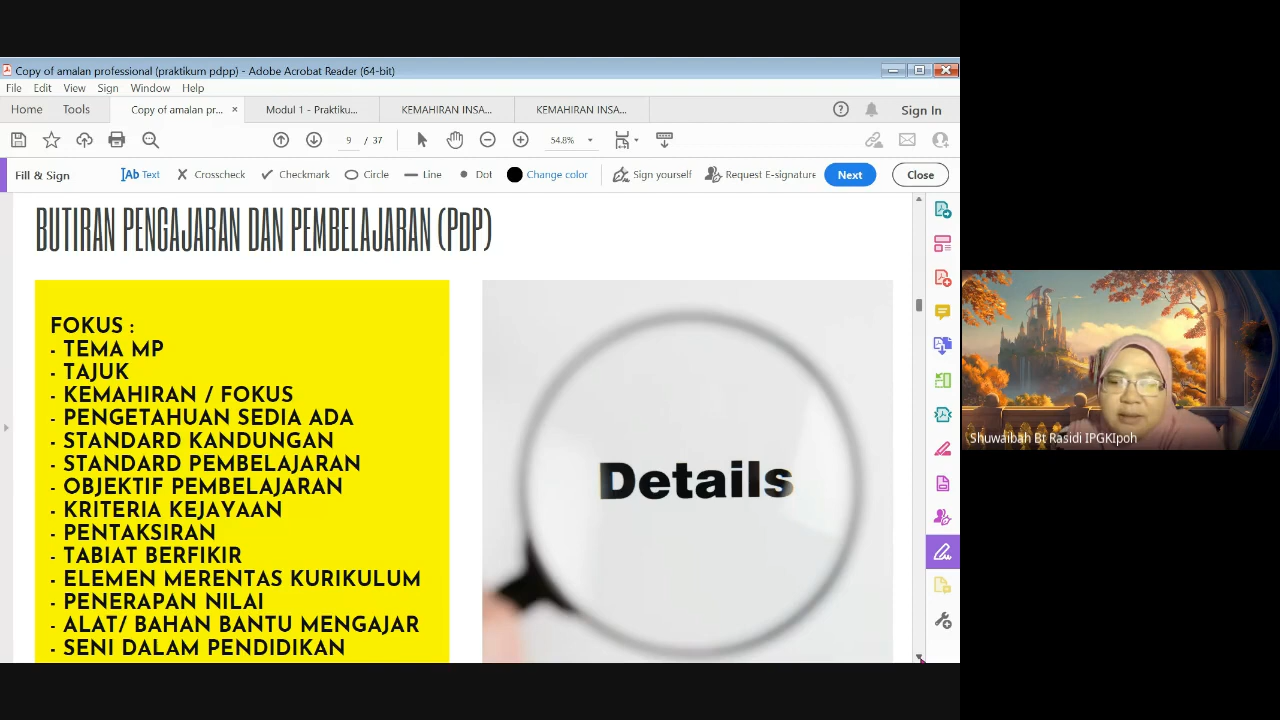 Copy of amalan professional (praktikum pdpp) - Adobe Acrobat Reader (64-bit)
File Edit View Sign Window Help
Home Tools Copy of amalan pr... × Modul 1 - Praktiku... KEMAHIRAN INSA... KEMAHIRAN INSA... Sign In
9 / 37 54.8%
Fill & Sign Ab Text Crosscheck Checkmark Circle Line Dot Change color Sign yourself Request E-signature Next Close
BUTIRAN PENGAJARAN DAN PEMBELAJARAN (PdP)
FOKUS :
- TEMA MP
- TAJUK
- KEMAHIRAN / FOKUS
- PENGETAHUAN SEDIA ADA
- STANDARD KANDUNGAN
- STANDARD PEMBELAJARAN
- OBJEKTIF PEMBELAJARAN
- KRITERIA KEJAYAAN
- PENTAKSIRAN
- TABIAT BERFIKIR
- ELEMEN MERENTAS KURIKULUM
- PENERAPAN NILAI
- ALAT/ BAHAN BANTU MENGAJAR
- SENI DALAM PENDIDIKAN
Details
Shuwaibah Bt Rasidi IPGKIpoh